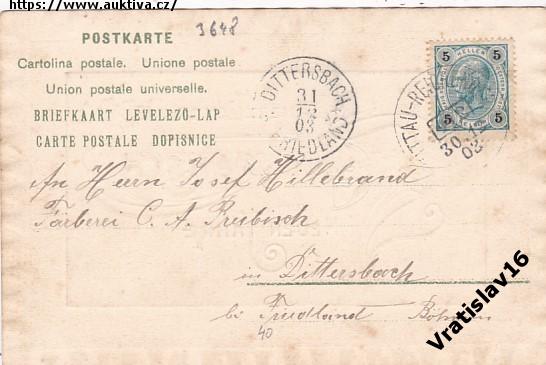 https://www.auktiva.cz/
3648
POSTKARTE
Cartolina postale. Unione postale
Union postale universelle.
BRIEFKAART LEVELEZŐ-LAP
CARTE POSTALE DOPISNICE
DITTERSBACH
31
12
03
FRIEDLAND
5 HELLER 5
5 5
30
03
An Herrn Josef Hillebrand
Färberei C. A. Preibisch
in Dittersbach
bei Friedland Böhmen
40
Vratislav16